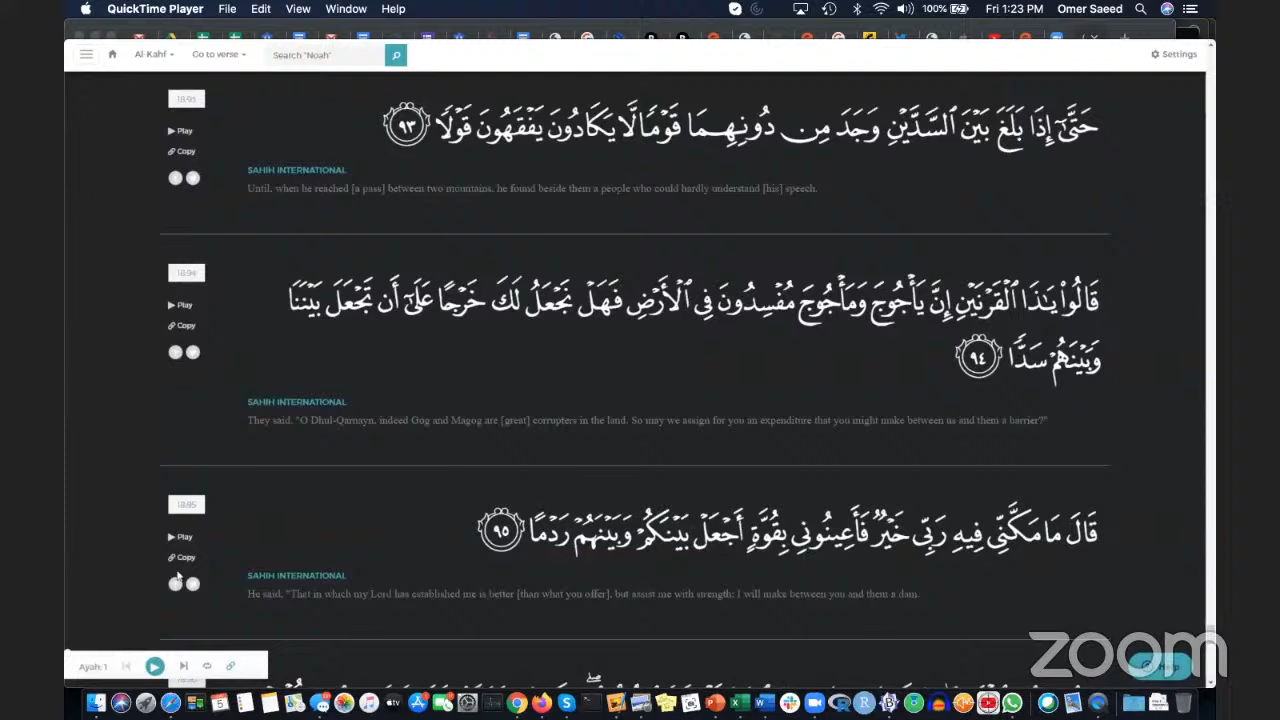 QuickTime Player File Edit View Window Help 100% Fri 1:23 PM Omer Saeed
Al-Kahf Go to verse Search "Noah" Settings
18:93
حَتَّىٰٓ إِذَا بَلَغَ بَيْنَ ٱلسَّدَّيْنِ وَجَدَ مِن دُونِهِمَا قَوْمًا لَّا يَكَادُونَ يَفْقَهُونَ قَوْلًا ٩٣
Play
Copy
SAHIH INTERNATIONAL
Until, when he reached [a pass] between two mountains, he found beside them a people who could hardly understand [his] speech.
18:94
قَالُوا۟ يَـٰذَا ٱلْقَرْنَيْنِ إِنَّ يَأْجُوجَ وَمَأْجُوجَ مُفْسِدُونَ فِى ٱلْأَرْضِ فَهَلْ نَجْعَلُ لَكَ خَرْجًا عَلَىٰٓ أَن تَجْعَلَ بَيْنَنَا
وَبَيْنَهُمْ سَدًّا ٩٤
Play
Copy
SAHIH INTERNATIONAL
They said, "O Dhul-Qarnayn, indeed Gog and Magog are [great] corrupters in the land. So may we assign for you an expenditure that you might make between us and them a barrier?"
18:95
قَالَ مَا مَكَّنِّى فِيهِ رَبِّى خَيْرٌ فَأَعِينُونِى بِقُوَّةٍ أَجْعَلْ بَيْنَكُمْ وَبَيْنَهُمْ رَدْمًا ٩٥
Play
Copy
SAHIH INTERNATIONAL
He said, "That in which my Lord has established me is better [than what you offer], but assist me with strength; I will make between you and them a dam.
Ayah: 1
Help
zoom